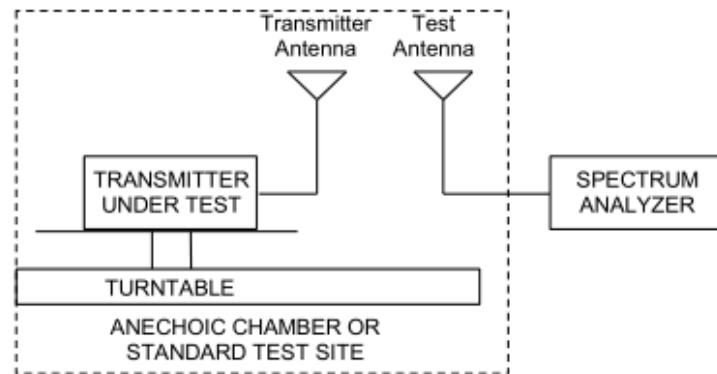 Transmitter
Antenna
Test
Antenna
TRANSMITTER
UNDER TEST
SPECTRUM
ANALYZER
TURNTABLE
ANECHOIC CHAMBER OR
STANDARD TEST SITE